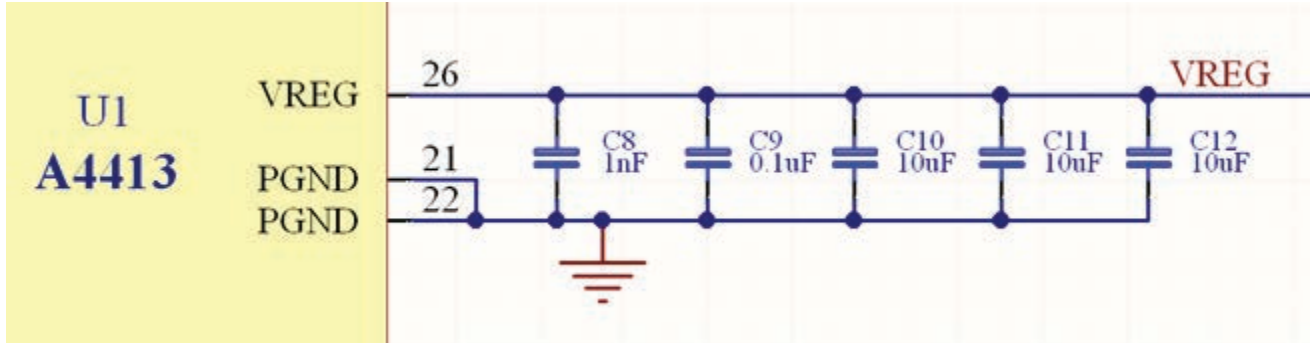 U1
A4413
VREG
26
PGND
21
PGND
22
C8
1nF
C9
0.1uF
C10
10uF
C11
10uF
C12
10uF
VREG